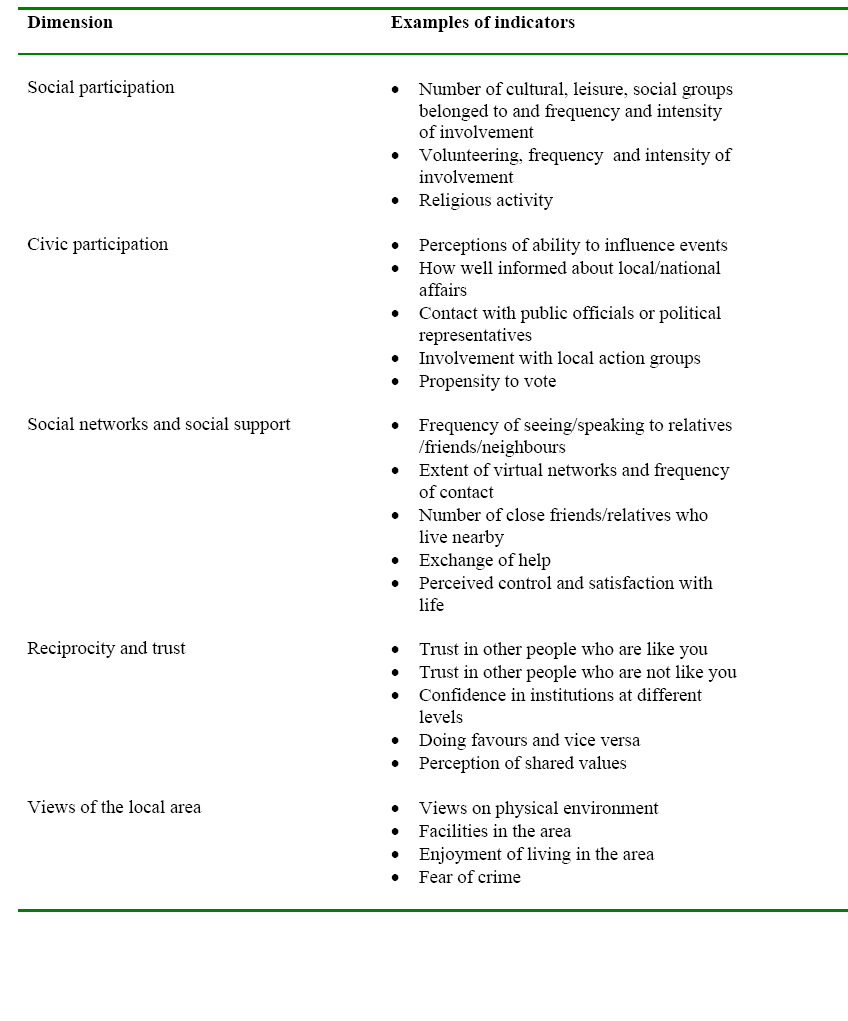 Dimension Examples of indicators
Social participation
• Number of cultural, leisure, social groups
belonged to and frequency and intensity
of involvement
• Volunteering, frequency and intensity of
involvement
• Religious activity
Civic participation
• Perceptions of ability to influence events
• How well informed about local/national
affairs
• Contact with public officials or political
representatives
• Involvement with local action groups
• Propensity to vote
Social networks and social support
• Frequency of seeing/speaking to relatives
/friends/neighbours
• Extent of virtual networks and frequency
of contact
• Number of close friends/relatives who
live nearby
• Exchange of help
• Perceived control and satisfaction with
life
Reciprocity and trust
• Trust in other people who are like you
• Trust in other people who are not like you
• Confidence in institutions at different
levels
• Doing favours and vice versa
• Perception of shared values
Views of the local area
• Views on physical environment
• Facilities in the area
• Enjoyment of living in the area
• Fear of crime